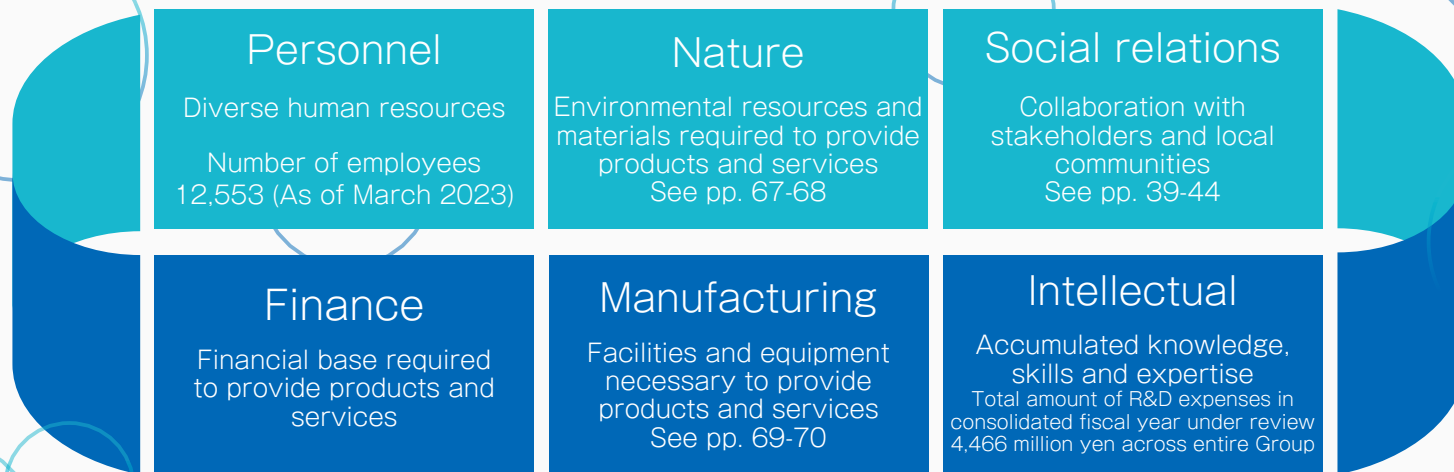 Personnel
Diverse human resources
Number of employees
12,553 (As of March 2023)
Nature
Environmental resources and
materials required to provide
products and services
See pp. 67-68
Social relations
Collaboration with
stakeholders and local
communities
See pp. 39-44
Finance
Financial base required
to provide products and
services
Manufacturing
Facilities and equipment
necessary to provide
products and services
See pp. 69-70
Intellectual
Accumulated knowledge,
skills and expertise
Total amount of R&D expenses in
consolidated fiscal year under review
4,466 million yen across entire Group